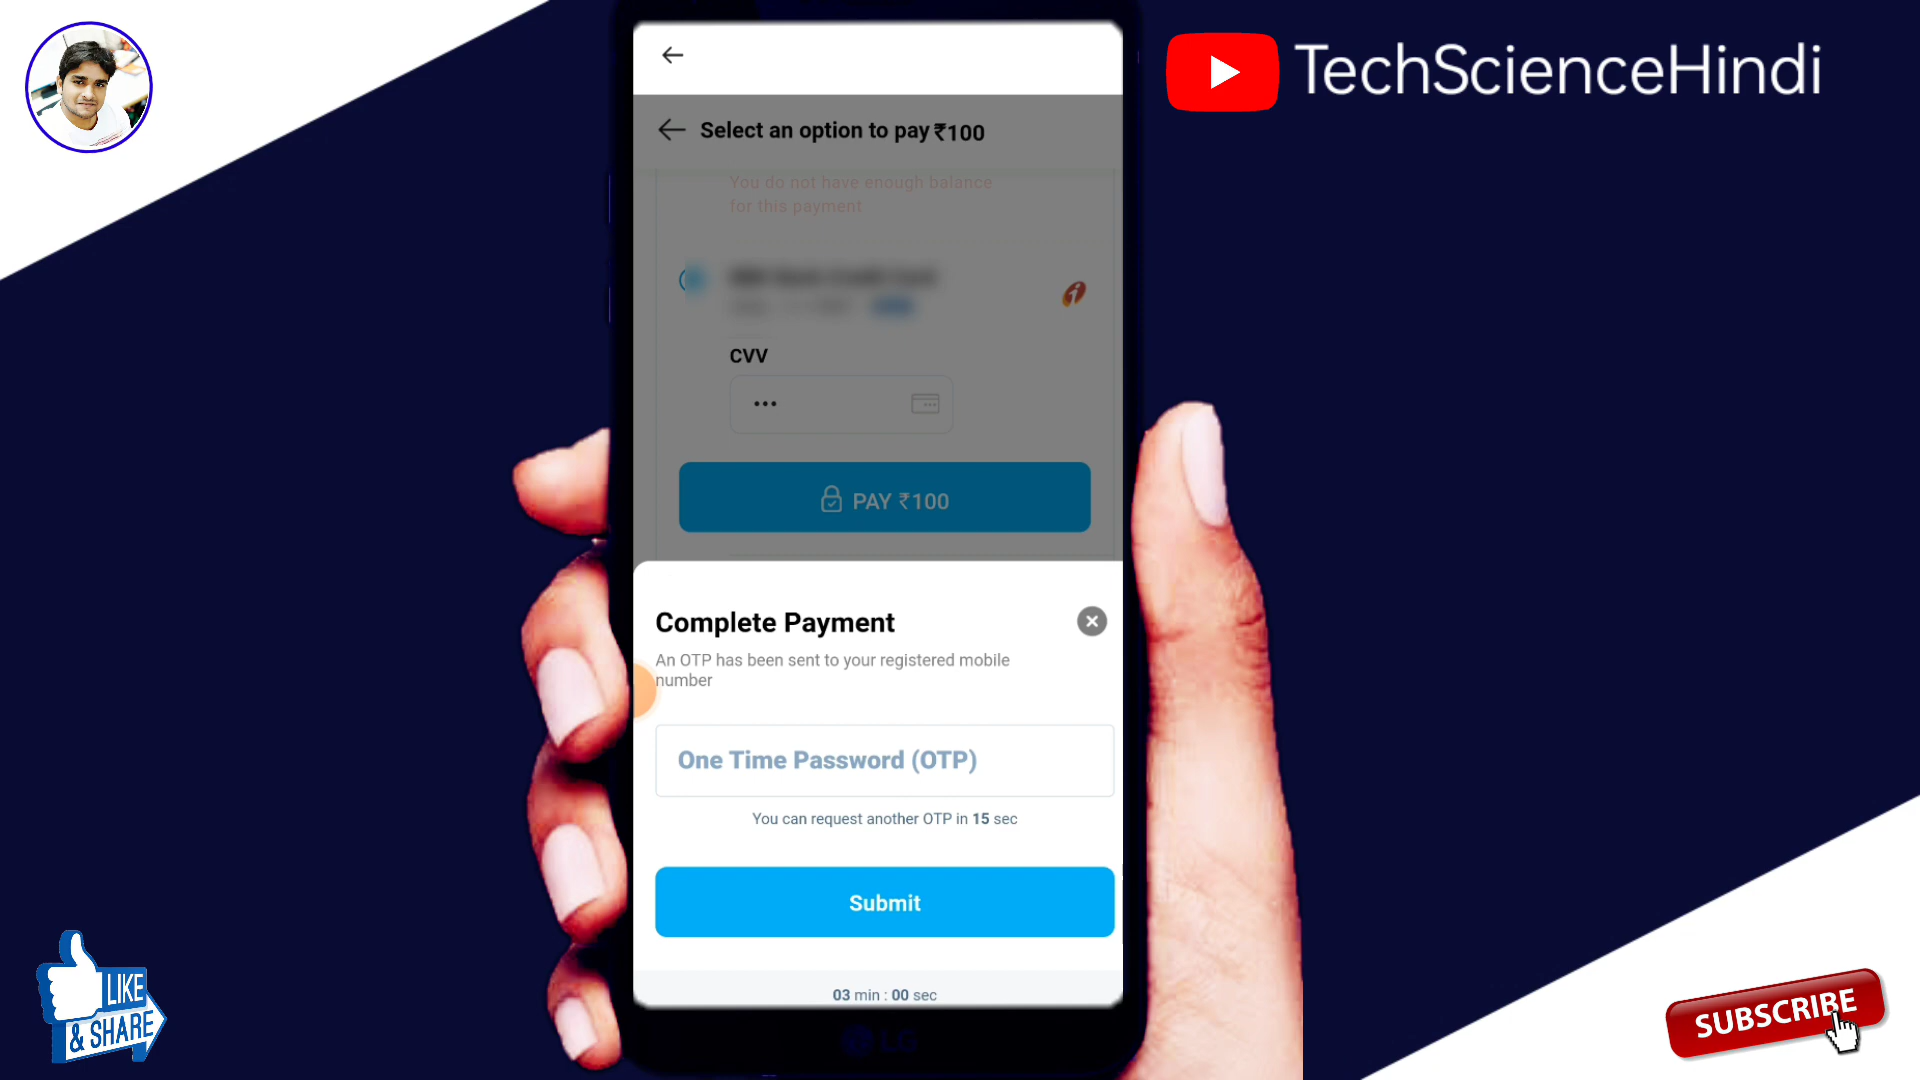 TechScienceHindi
Select an option to pay ₹100
You do not have enough balance
for this payment
CVV
PAY ₹100
Complete Payment
An OTP has been sent to your registered mobile
number
One Time Password (OTP)
You can request another OTP in 15 sec
Submit
03 min : 00 sec
LG
LIKE
& SHARE
SUBSCRIBE